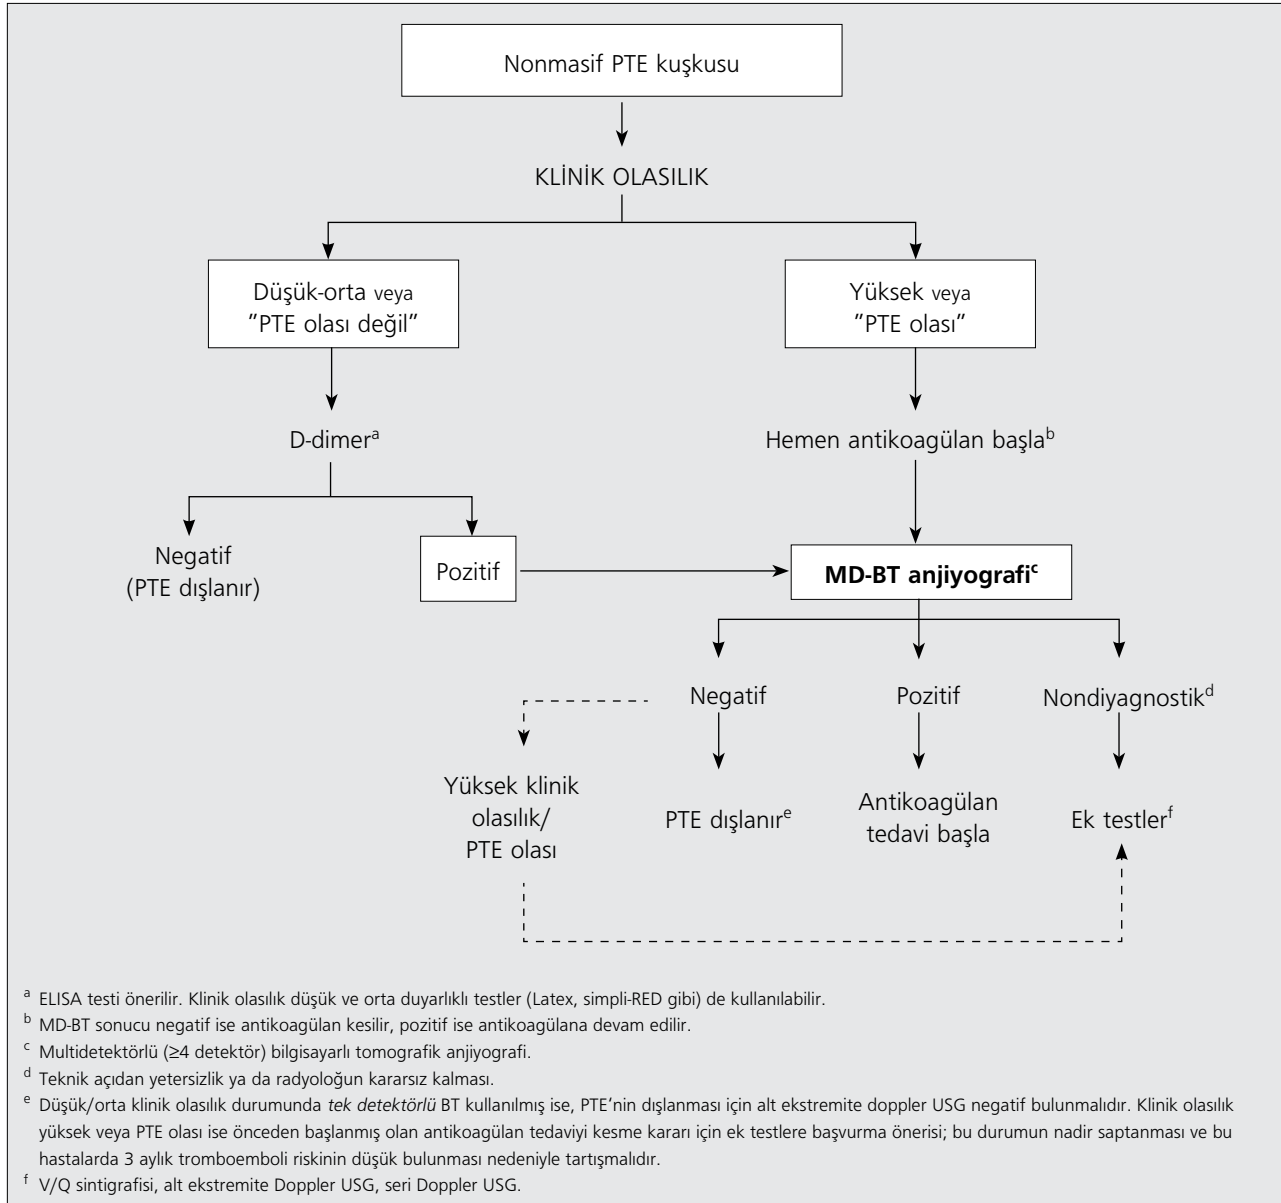 Nonmasif PTE kuşkusu
KLİNİK OLASILIK
Düşük-orta veya
"PTE olası değil"
Yüksek veya
"PTE olası"
D-dimerᵃ
Hemen antikoagülan başlaᵇ
Negatif
(PTE dışlanır)
Pozitif
MD-BT anjiyografiᶜ
Negatif
Pozitif
Nondiyagnostikᵈ
Yüksek klinik
olasılık/
PTE olası
PTE dışlanırᵉ
Antikoagülan
tedavi başla
Ek testlerᶠ
ᵃ ELISA testi önerilir. Klinik olasılık düşük ve orta duyarlıklı testler (Latex, simpli-RED gibi) de kullanılabilir.
ᵇ MD-BT sonucu negatif ise antikoagülan kesilir, pozitif ise antikoagülana devam edilir.
ᶜ Multidetektörlü (≥4 detektör) bilgisayarlı tomografik anjiyografi.
ᵈ Teknik açıdan yetersizlik ya da radyoloğun kararsız kalması.
ᵉ Düşük/orta klinik olasılık durumunda tek detektörlü BT kullanılmış ise, PTE'nin dışlanması için alt ekstremite doppler USG negatif bulunmalıdır. Klinik olasılık
yüksek veya PTE olası ise önceden başlanmış olan antikoagülan tedaviyi kesme kararı için ek testlere başvurma önerisi; bu durumun nadir saptanması ve bu
hastalarda 3 aylık tromboemboli riskinin düşük bulunması nedeniyle tartışmalıdır.
ᶠ V/Q sintigrafisi, alt ekstremite Doppler USG, seri Doppler USG.